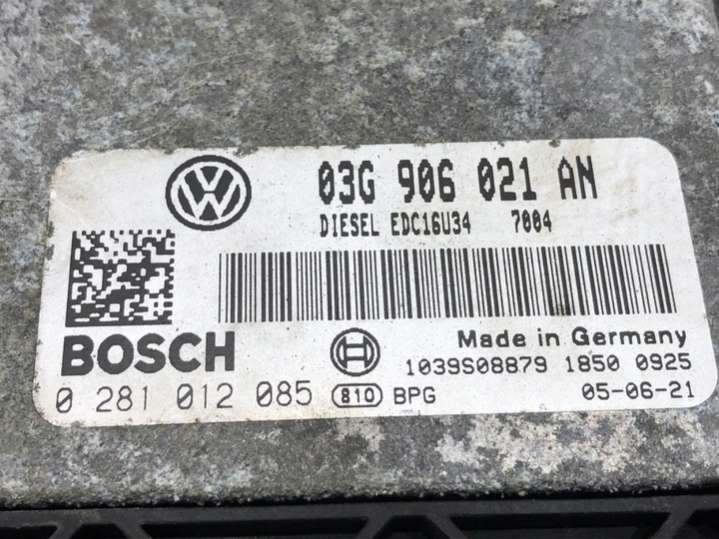 03G 906 021 AN
DIESEL EDC16U34 7004
BOSCH
Made in Germany
1039S08879 1850 0925
0 281 012 085 810 BPG 05-06-21